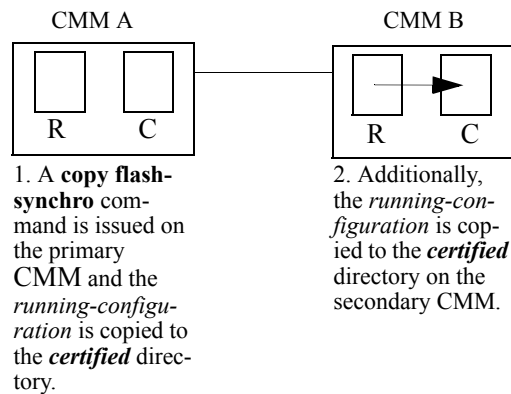 CMM A
CMM B
R
C
R
C
1. A copy flash-
synchro com-
mand is issued on
the primary
CMM and the
running-configu-
ration is copied to
the certified direc-
tory.
2. Additionally,
the running-con-
figuration is cop-
ied to the certified
directory on the
secondary CMM.